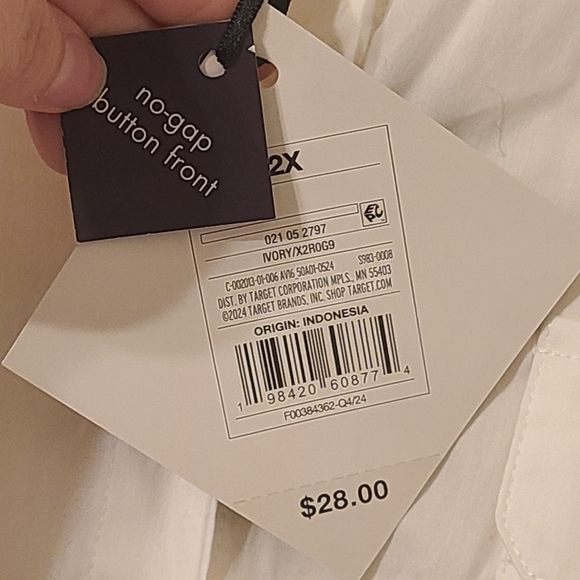 no-gap
button front
2X
021 05 2797
IVORY/X2R0G9
C-002013-01-006 AV16 50A01-0524 S983-0008
DIST. BY TARGET CORPORATION MPLS., MN 55403
©2024 TARGET BRANDS, INC. SHOP TARGET.COM
ORIGIN: INDONESIA
1 98420 60877 4
F00384362-Q4/24
$28.00